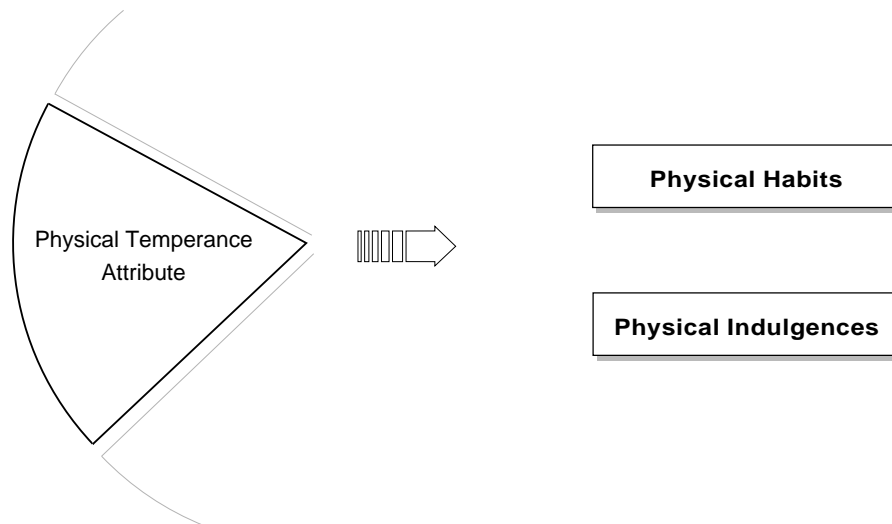 Physical Temperance
Attribute
Physical Habits
Physical Indulgences